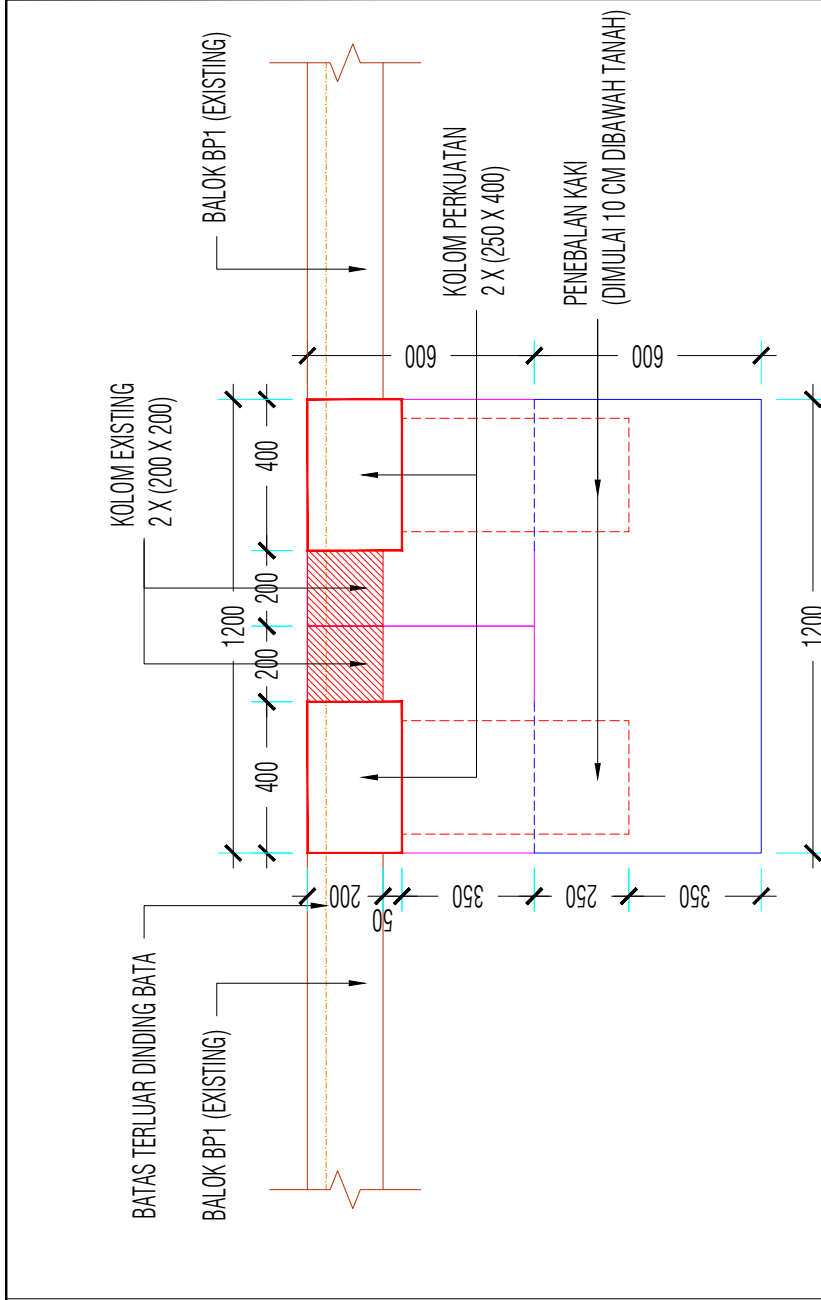 BATAS TERLUAR DINDING BATA
BALOK BP1 (EXISTING)
KOLOM EXISTING
2 X (200 X 200)
BALOK BP1 (EXISTING)
KOLOM PERKUATAN
2 X (250 X 400)
PENEBALAN KAKI
(DIMULAI 10 CM DIBAWAH TANAH)
1200
400
200
200
400
200
50
350
250
350
600
600
1200